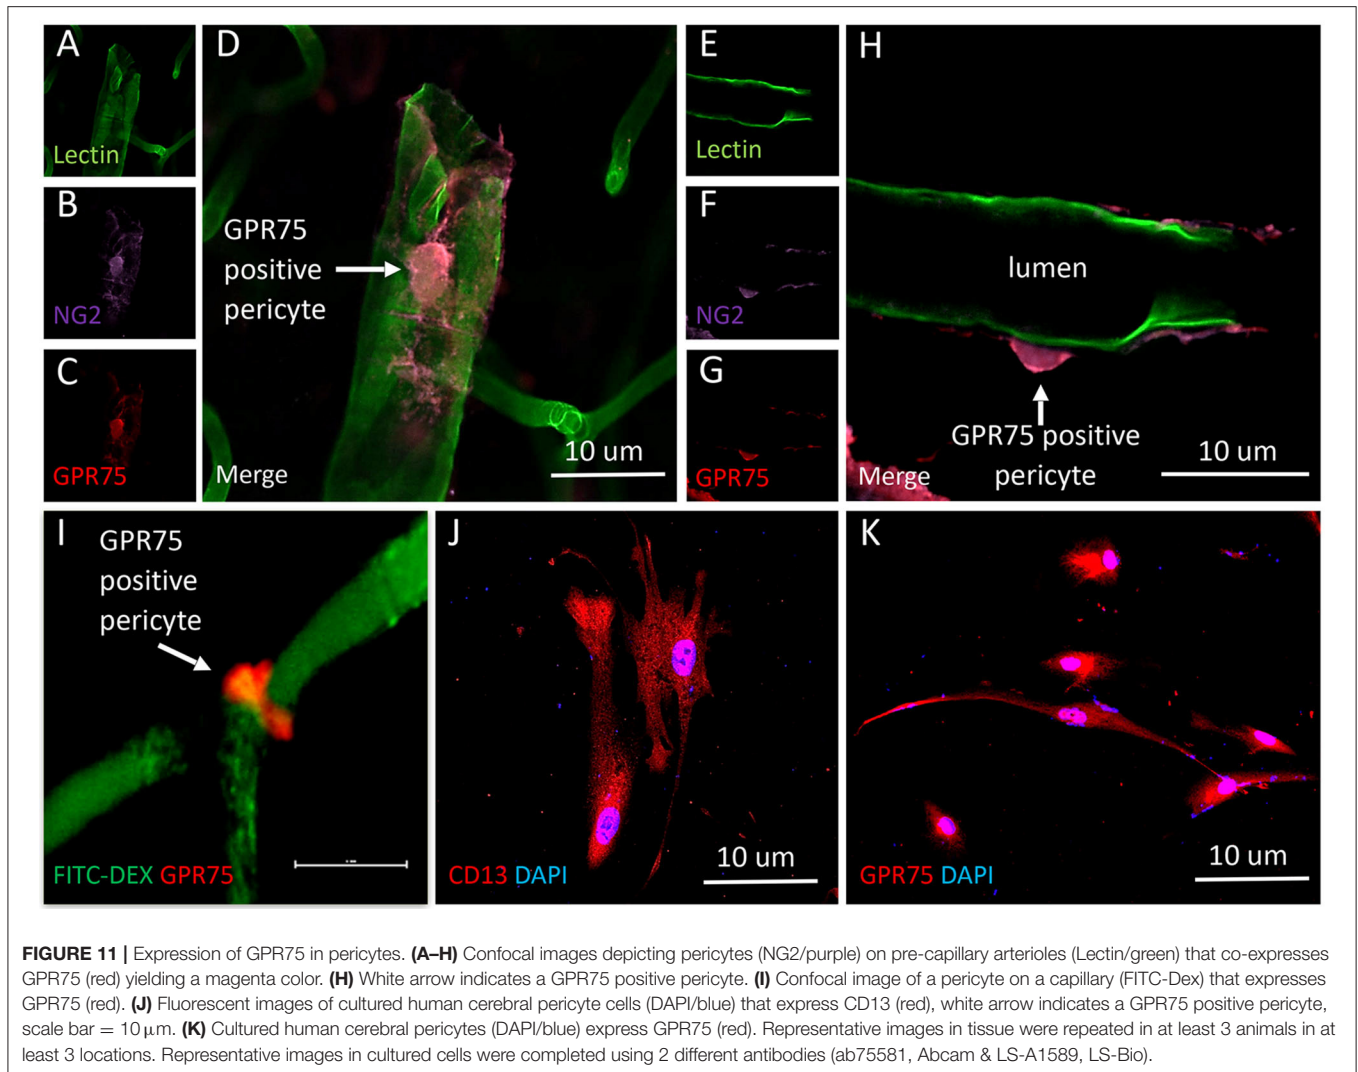 A
Lectin
B
NG2
C
GPR75
D
GPR75
positive
pericyte
Merge
10 um
E
Lectin
F
NG2
G
GPR75
H
lumen
GPR75 positive
pericyte
Merge
10 um
I
GPR75
positive
pericyte
FITC-DEX GPR75
J
CD13 DAPI
10 um
K
GPR75 DAPI
10 um
FIGURE 11 | Expression of GPR75 in pericytes. (A–H) Confocal images depicting pericytes (NG2/purple) on pre-capillary arterioles (Lectin/green) that co-expresses
GPR75 (red) yielding a magenta color. (H) White arrow indicates a GPR75 positive pericyte. (I) Confocal image of a pericyte on a capillary (FITC-Dex) that expresses
GPR75 (red). (J) Fluorescent images of cultured human cerebral pericyte cells (DAPI/blue) that express CD13 (red), white arrow indicates a GPR75 positive pericyte,
scale bar = 10 μm. (K) Cultured human cerebral pericytes (DAPI/blue) express GPR75 (red). Representative images in tissue were repeated in at least 3 animals in at
least 3 locations. Representative images in cultured cells were completed using 2 different antibodies (ab75581, Abcam & LS-A1589, LS-Bio).